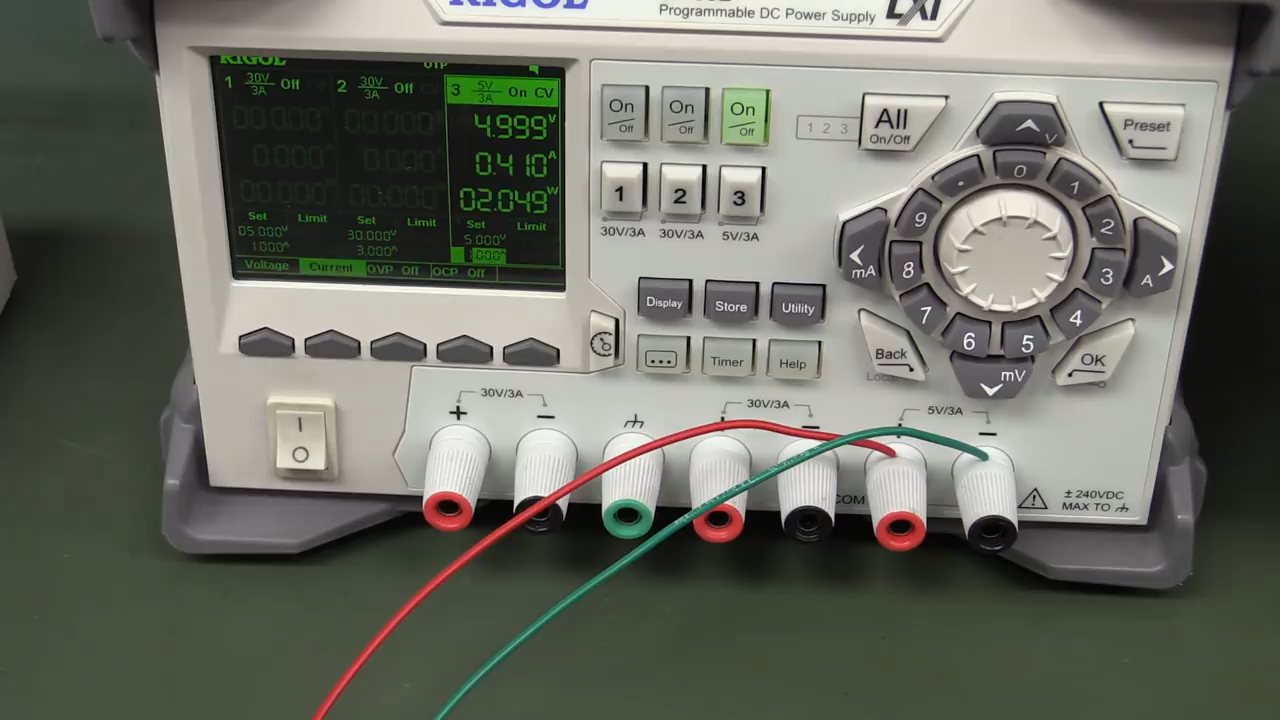 RIGOL
Programmable DC Power Supply
LXI
RIGOL
OTP
1 30V/3A Off
2 30V/3A Off
3 5V/3A On CV
4.999V
0.410A
02.049W
Set Limit
Set Limit
Set Limit
05.000V
1.000A
30.000V
3.000A
5.000V
Voltage Current OVP Off OCP Off
On/Off
On/Off
On/Off
1 2 3
All
On/Off
Preset
1
2
3
30V/3A
30V/3A
5V/3A
V
mA
A
mV
. 0 1 2 3 4 5 6 7 8 9
Display
Store
Utility
...
Timer
Help
Back
OK
I
O
+ 30V/3A −
30V/3A −
5V/3A −
COM
± 240VDC
MAX TO